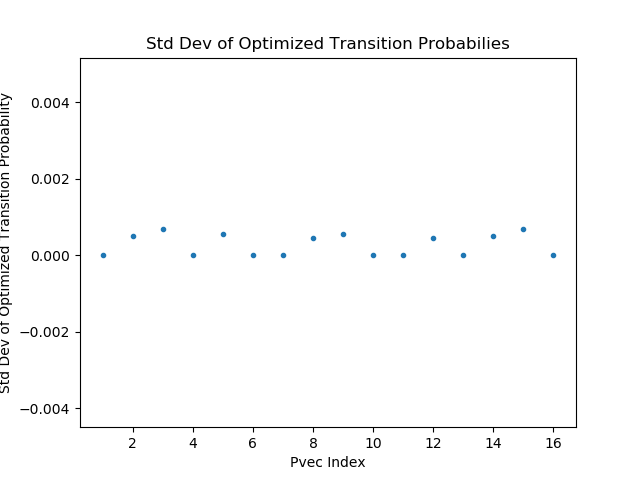 Std Dev of Optimized Transition Probabilies
Std Dev of Optimized Transition Probability
0.004
0.002
0.000
−0.002
−0.004
2 4 6 8 10 12 14 16
Pvec Index